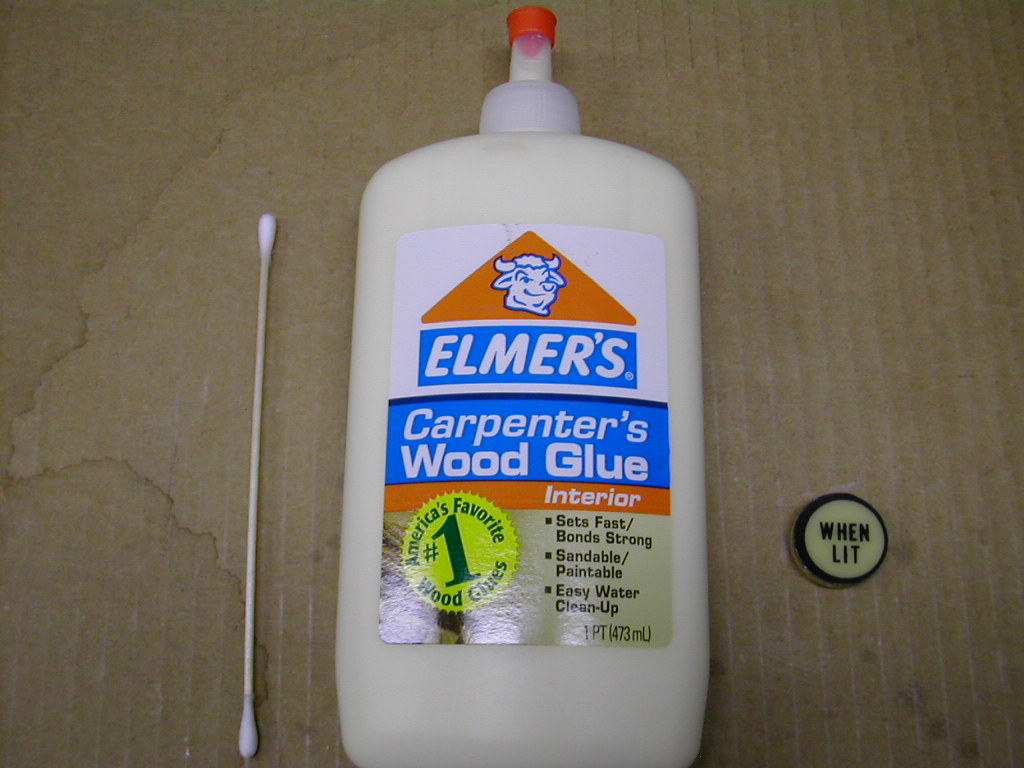 ELMER'S®
Carpenter's
Wood Glue
Interior
America's Favorite
#1
Wood Glues
▪ Sets Fast/
Bonds Strong
▪ Sandable/
Paintable
▪ Easy Water
Clean-Up
1 PT (473 mL)
WHEN
LIT